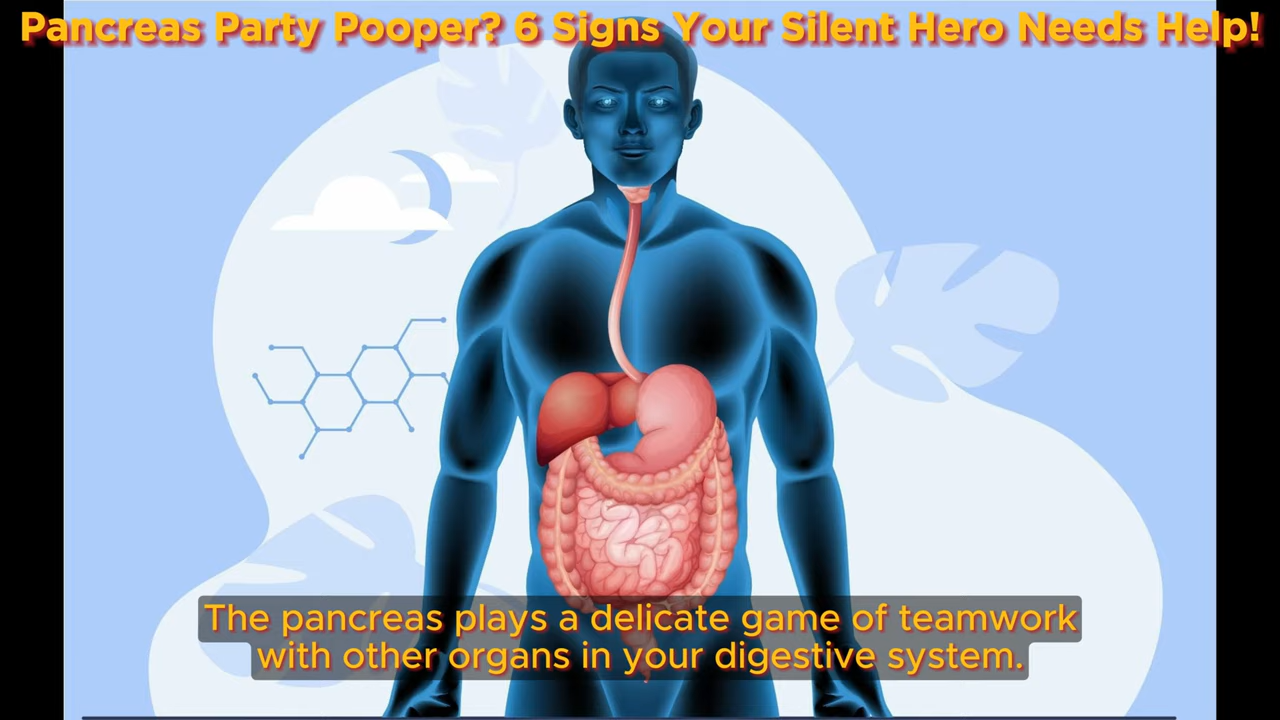 Pancreas Party Pooper? 6 Signs Your Silent Hero Needs Help!
The pancreas plays a delicate game of teamwork
with other organs in your digestive system.